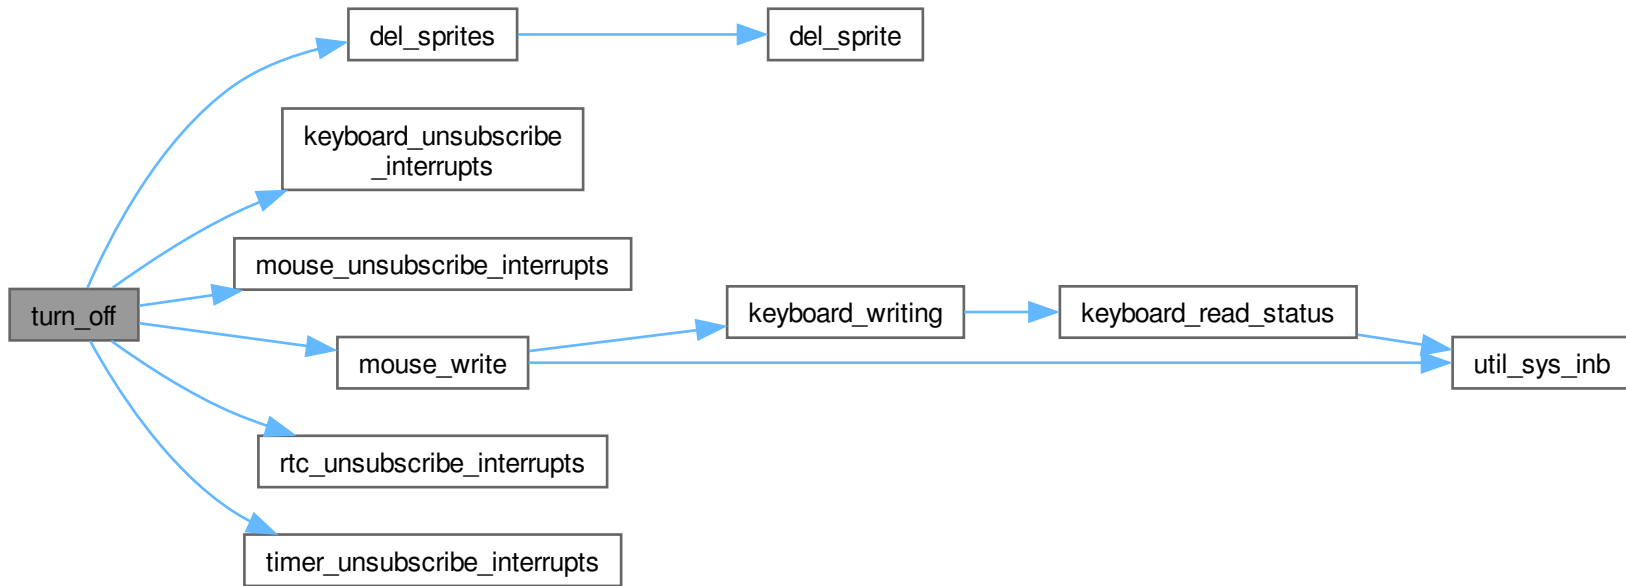 del_sprites
del_sprite
keyboard_unsubscribe
_interrupts
mouse_unsubscribe_interrupts
turn_off
keyboard_writing
keyboard_read_status
mouse_write
util_sys_inb
rtc_unsubscribe_interrupts
timer_unsubscribe_interrupts